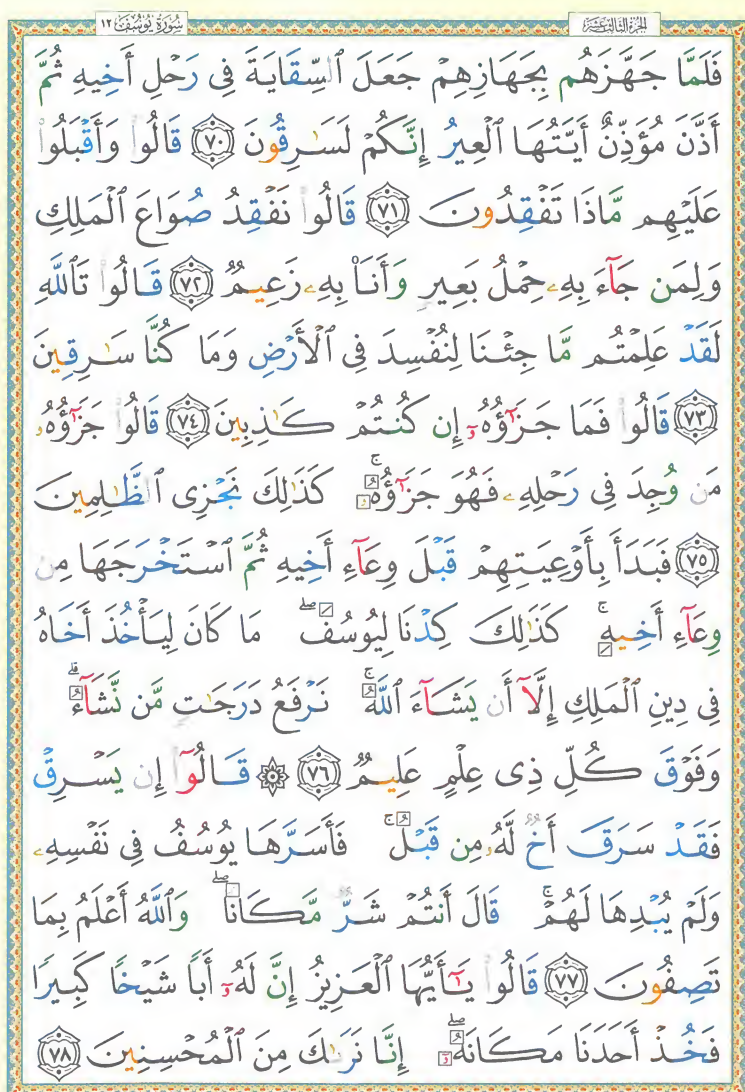 سُورَةُ يُوسُفَ ١٢
الجزء الثالث عشر
فَلَمَّا جَهَّزَهُم بِجَهَازِهِمْ جَعَلَ ٱلسِّقَايَةَ فِى رَحْلِ أَخِيهِ ثُمَّ
أَذَّنَ مُؤَذِّنٌ أَيَّتُهَا ٱلْعِيرُ إِنَّكُمْ لَسَـٰرِقُونَ ٧٠ قَالُوا۟ وَأَقْبَلُوا۟
عَلَيْهِم مَّاذَا تَفْقِدُونَ ٧١ قَالُوا۟ نَفْقِدُ صُوَاعَ ٱلْمَلِكِ
وَلِمَن جَآءَ بِهِۦ حِمْلُ بَعِيرٍ وَأَنَا۠ بِهِۦ زَعِيمٌ ٧٢ قَالُوا۟ تَٱللَّهِ
لَقَدْ عَلِمْتُم مَّا جِئْنَا لِنُفْسِدَ فِى ٱلْأَرْضِ وَمَا كُنَّا سَـٰرِقِينَ
٧٣ قَالُوا۟ فَمَا جَزَٰٓؤُهُۥٓ إِن كُنتُمْ كَـٰذِبِينَ ٧٤ قَالُوا۟ جَزَٰٓؤُهُۥ
مَن وُجِدَ فِى رَحْلِهِۦ فَهُوَ جَزَٰٓؤُهُۥ ۚ كَذَٰلِكَ نَجْزِى ٱلظَّـٰلِمِينَ
٧٥ فَبَدَأَ بِأَوْعِيَتِهِمْ قَبْلَ وِعَآءِ أَخِيهِ ثُمَّ ٱسْتَخْرَجَهَا مِن
وِعَآءِ أَخِيهِ ۚ كَذَٰلِكَ كِدْنَا لِيُوسُفَ ۖ مَا كَانَ لِيَأْخُذَ أَخَاهُ
فِى دِينِ ٱلْمَلِكِ إِلَّآ أَن يَشَآءَ ٱللَّهُ ۚ نَرْفَعُ دَرَجَـٰتٍ مَّن نَّشَآءُ ۗ
وَفَوْقَ كُلِّ ذِى عِلْمٍ عَلِيمٌ ٧٦ ۞ قَالُوٓا۟ إِن يَسْرِقْ
فَقَدْ سَرَقَ أَخٌ لَّهُۥ مِن قَبْلُ ۚ فَأَسَرَّهَا يُوسُفُ فِى نَفْسِهِۦ
وَلَمْ يُبْدِهَا لَهُمْ ۚ قَالَ أَنتُمْ شَرٌّ مَّكَانًا ۖ وَٱللَّهُ أَعْلَمُ بِمَا
تَصِفُونَ ٧٧ قَالُوا۟ يَـٰٓأَيُّهَا ٱلْعَزِيزُ إِنَّ لَهُۥٓ أَبًا شَيْخًا كَبِيرًا
فَخُذْ أَحَدَنَا مَكَانَهُۥٓ ۖ إِنَّا نَرَىٰكَ مِنَ ٱلْمُحْسِنِينَ ٧٨